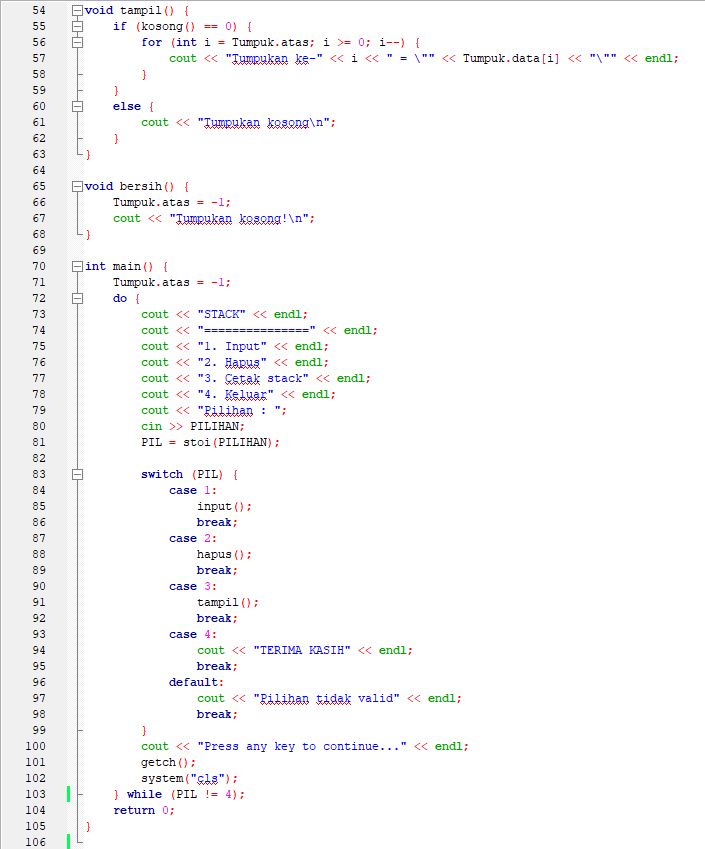 54 void tampil() {
55     if (kosong() == 0) {
56         for (int i = Tumpuk.atas; i >= 0; i--) {
57             cout << "Tumpukan ke-" << i << " = \"" << Tumpuk.data[i] << "\"" << endl;
58         }
59     }
60     else {
61         cout << "Tumpukan kosong\n";
62     }
63 }
64
65 void bersih() {
66     Tumpuk.atas = -1;
67     cout << "Tumpukan kosong!\n";
68 }
69
70 int main() {
71     Tumpuk.atas = -1;
72     do {
73         cout << "STACK" << endl;
74         cout << "===============" << endl;
75         cout << "1. Input" << endl;
76         cout << "2. Hapus" << endl;
77         cout << "3. Cetak stack" << endl;
78         cout << "4. Keluar" << endl;
79         cout << "Pilihan : ";
80         cin >> PILIHAN;
81         PIL = stoi(PILIHAN);
82
83         switch (PIL) {
84             case 1:
85                 input();
86                 break;
87             case 2:
88                 hapus();
89                 break;
90             case 3:
91                 tampil();
92                 break;
93             case 4:
94                 cout << "TERIMA KASIH" << endl;
95                 break;
96             default:
97                 cout << "Pilihan tidak valid" << endl;
98                 break;
99         }
100         cout << "Press any key to continue..." << endl;
101         getch();
102         system("cls");
103     } while (PIL != 4);
104     return 0;
105 }
106